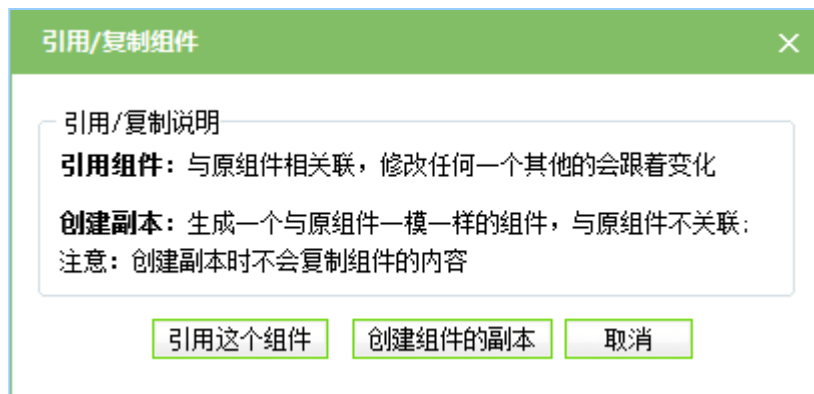 引用/复制组件
引用/复制说明
引用组件：与原组件相关联，修改任何一个其他的会跟着变化
创建副本：生成一个与原组件一模一样的组件，与原组件不关联；
注意：创建副本时不会复制组件的内容
引用这个组件 创建组件的副本 取消